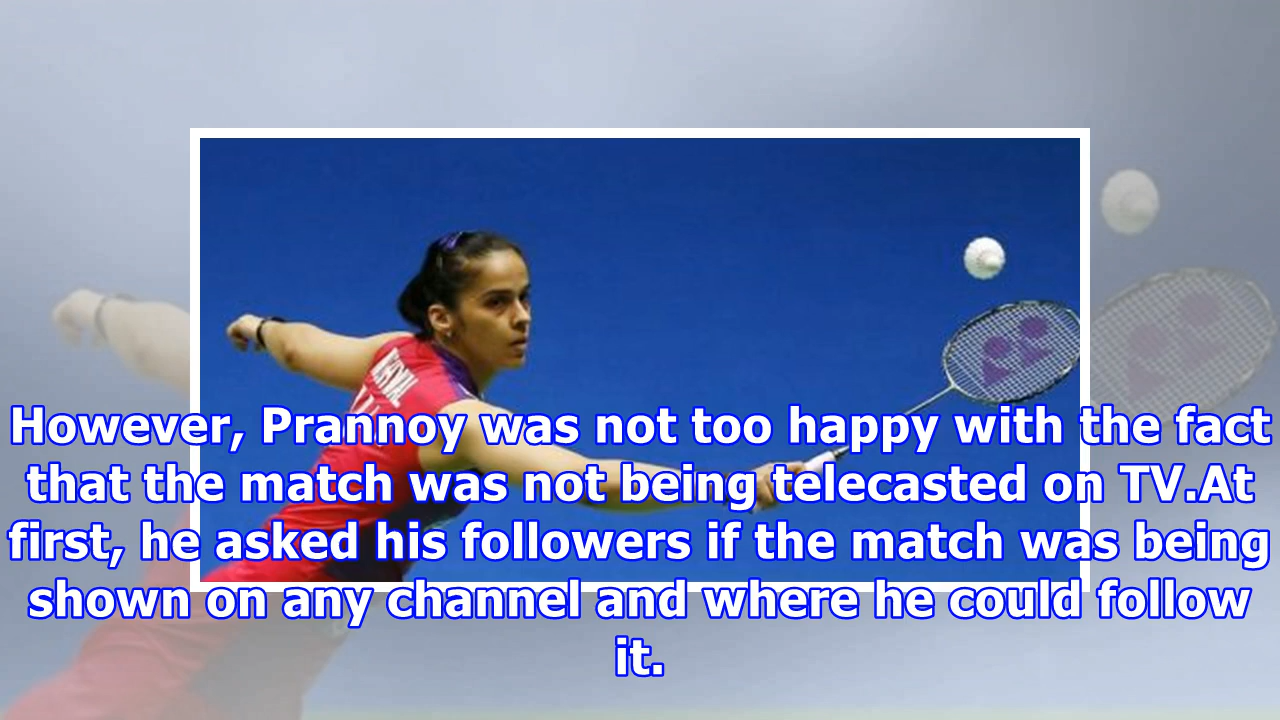 However, Prannoy was not too happy with the fact
that the match was not being telecasted on TV.At
first, he asked his followers if the match was being
shown on any channel and where he could follow
it.